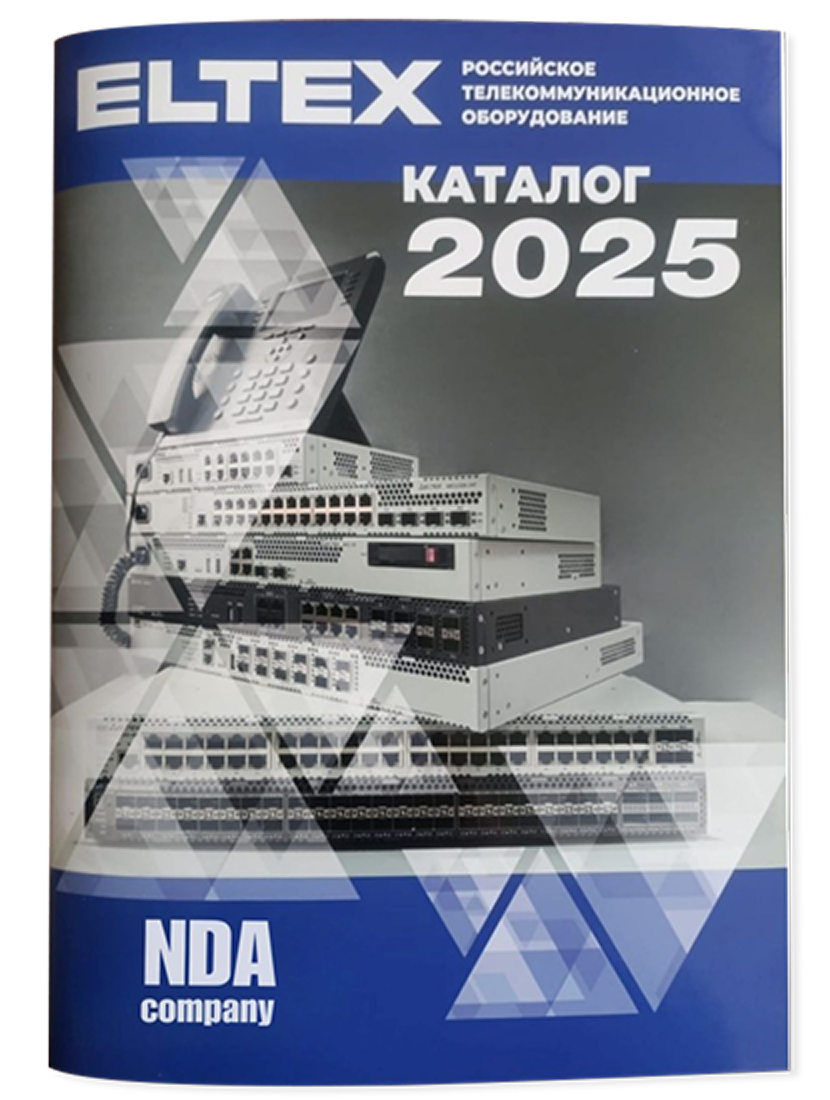 ELTEX
РОССИЙСКОЕ
ТЕЛЕКОММУНИКАЦИОННОЕ
ОБОРУДОВАНИЕ
КАТАЛОГ
2025
NDA
company